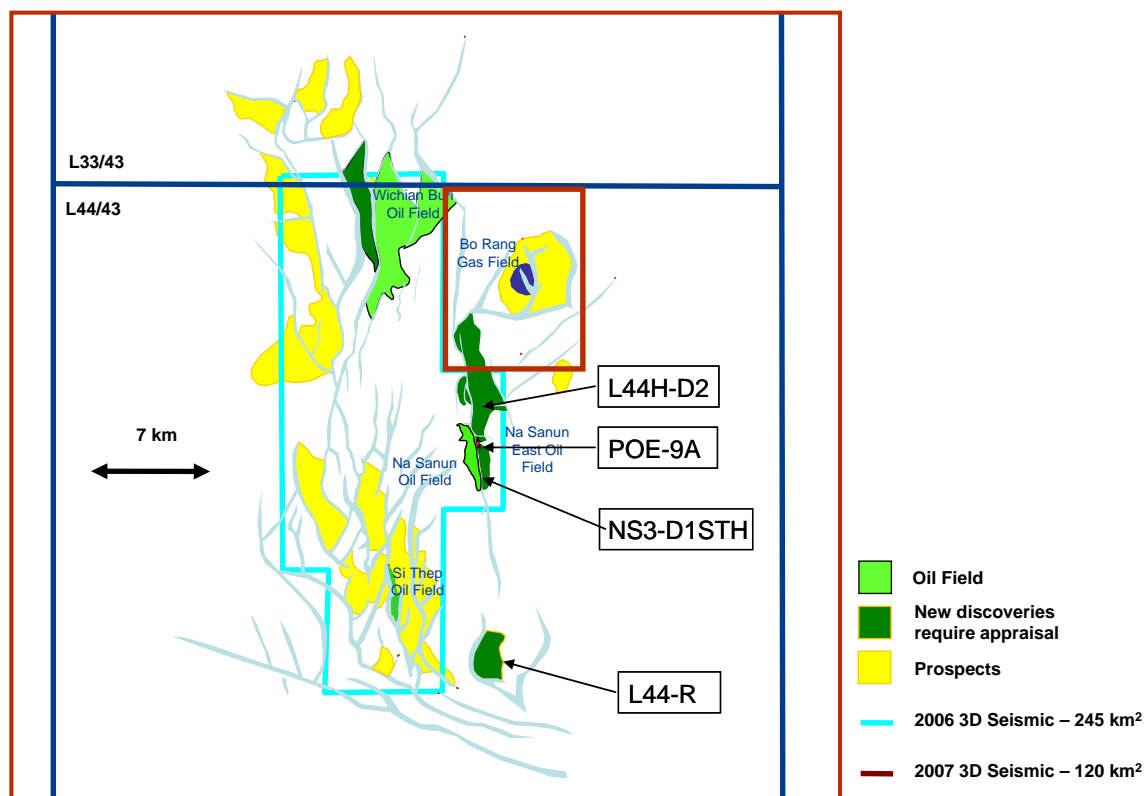 L33/43
L44/43
Wichian Buri
Oil Field
Bo Rang
Gas Field
L44H-D2
7 km
Na Sanun
East Oil
Field
POE-9A
Na Sanun
Oil Field
NS3-D1STH
Si Thep
Oil Field
L44-R
Oil Field
New discoveries
require appraisal
Prospects
2006 3D Seismic – 245 km²
2007 3D Seismic – 120 km²